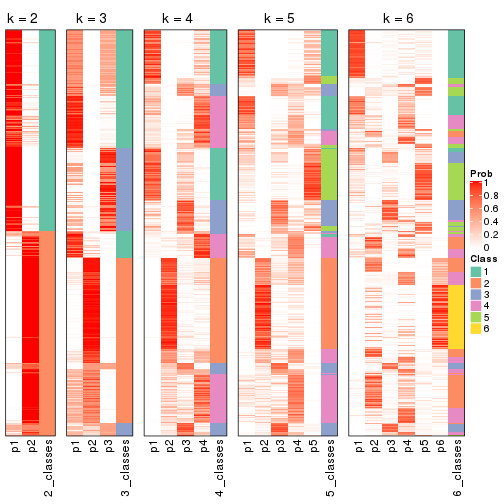 k = 2
k = 3
k = 4
k = 5
k = 6
p1
p2
2_classes
p1
p2
p3
3_classes
p1
p2
p3
p4
4_classes
p1
p2
p3
p4
p5
5_classes
p1
p2
p3
p4
p5
p6
6_classes
Prob
1
0.8
0.6
0.4
0.2
0
Class
1
2
3
4
5
6